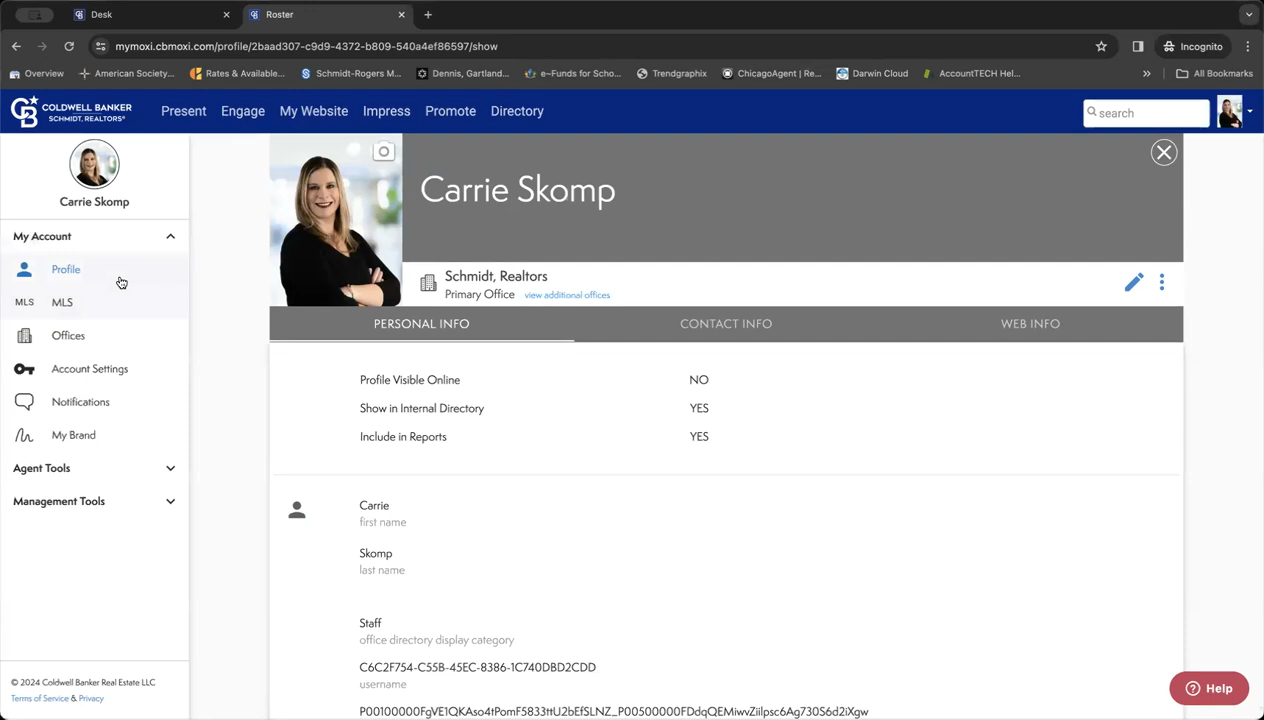 Desk
Roster
mymoxi.cbmoxi.com/profile/2baad307-c9d9-4372-b809-540a4ef86597/show
Incognito
Overview
American Society...
Rates & Available...
Schmidt-Rogers M...
Dennis, Gartland...
e~Funds for Scho...
Trendgraphix
ChicagoAgent | Re...
Darwin Cloud
AccountTECH Hel...
All Bookmarks
COLDWELL BANKER
SCHMIDT, REALTORS®
Present
Engage
My Website
Impress
Promote
Directory
search
Carrie Skomp
My Account
Profile
MLS MLS
Offices
Account Settings
Notifications
My Brand
Agent Tools
Management Tools
© 2024 Coldwell Banker Real Estate LLC
Terms of Service & Privacy
Carrie Skomp
Schmidt, Realtors
Primary Office view additional offices
PERSONAL INFO
CONTACT INFO
WEB INFO
Profile Visible Online NO
Show in Internal Directory YES
Include in Reports YES
Carrie
first name
Skomp
last name
Staff
office directory display category
C6C2F754-C55B-45EC-8386-1C740DBD2CDD
username
Help